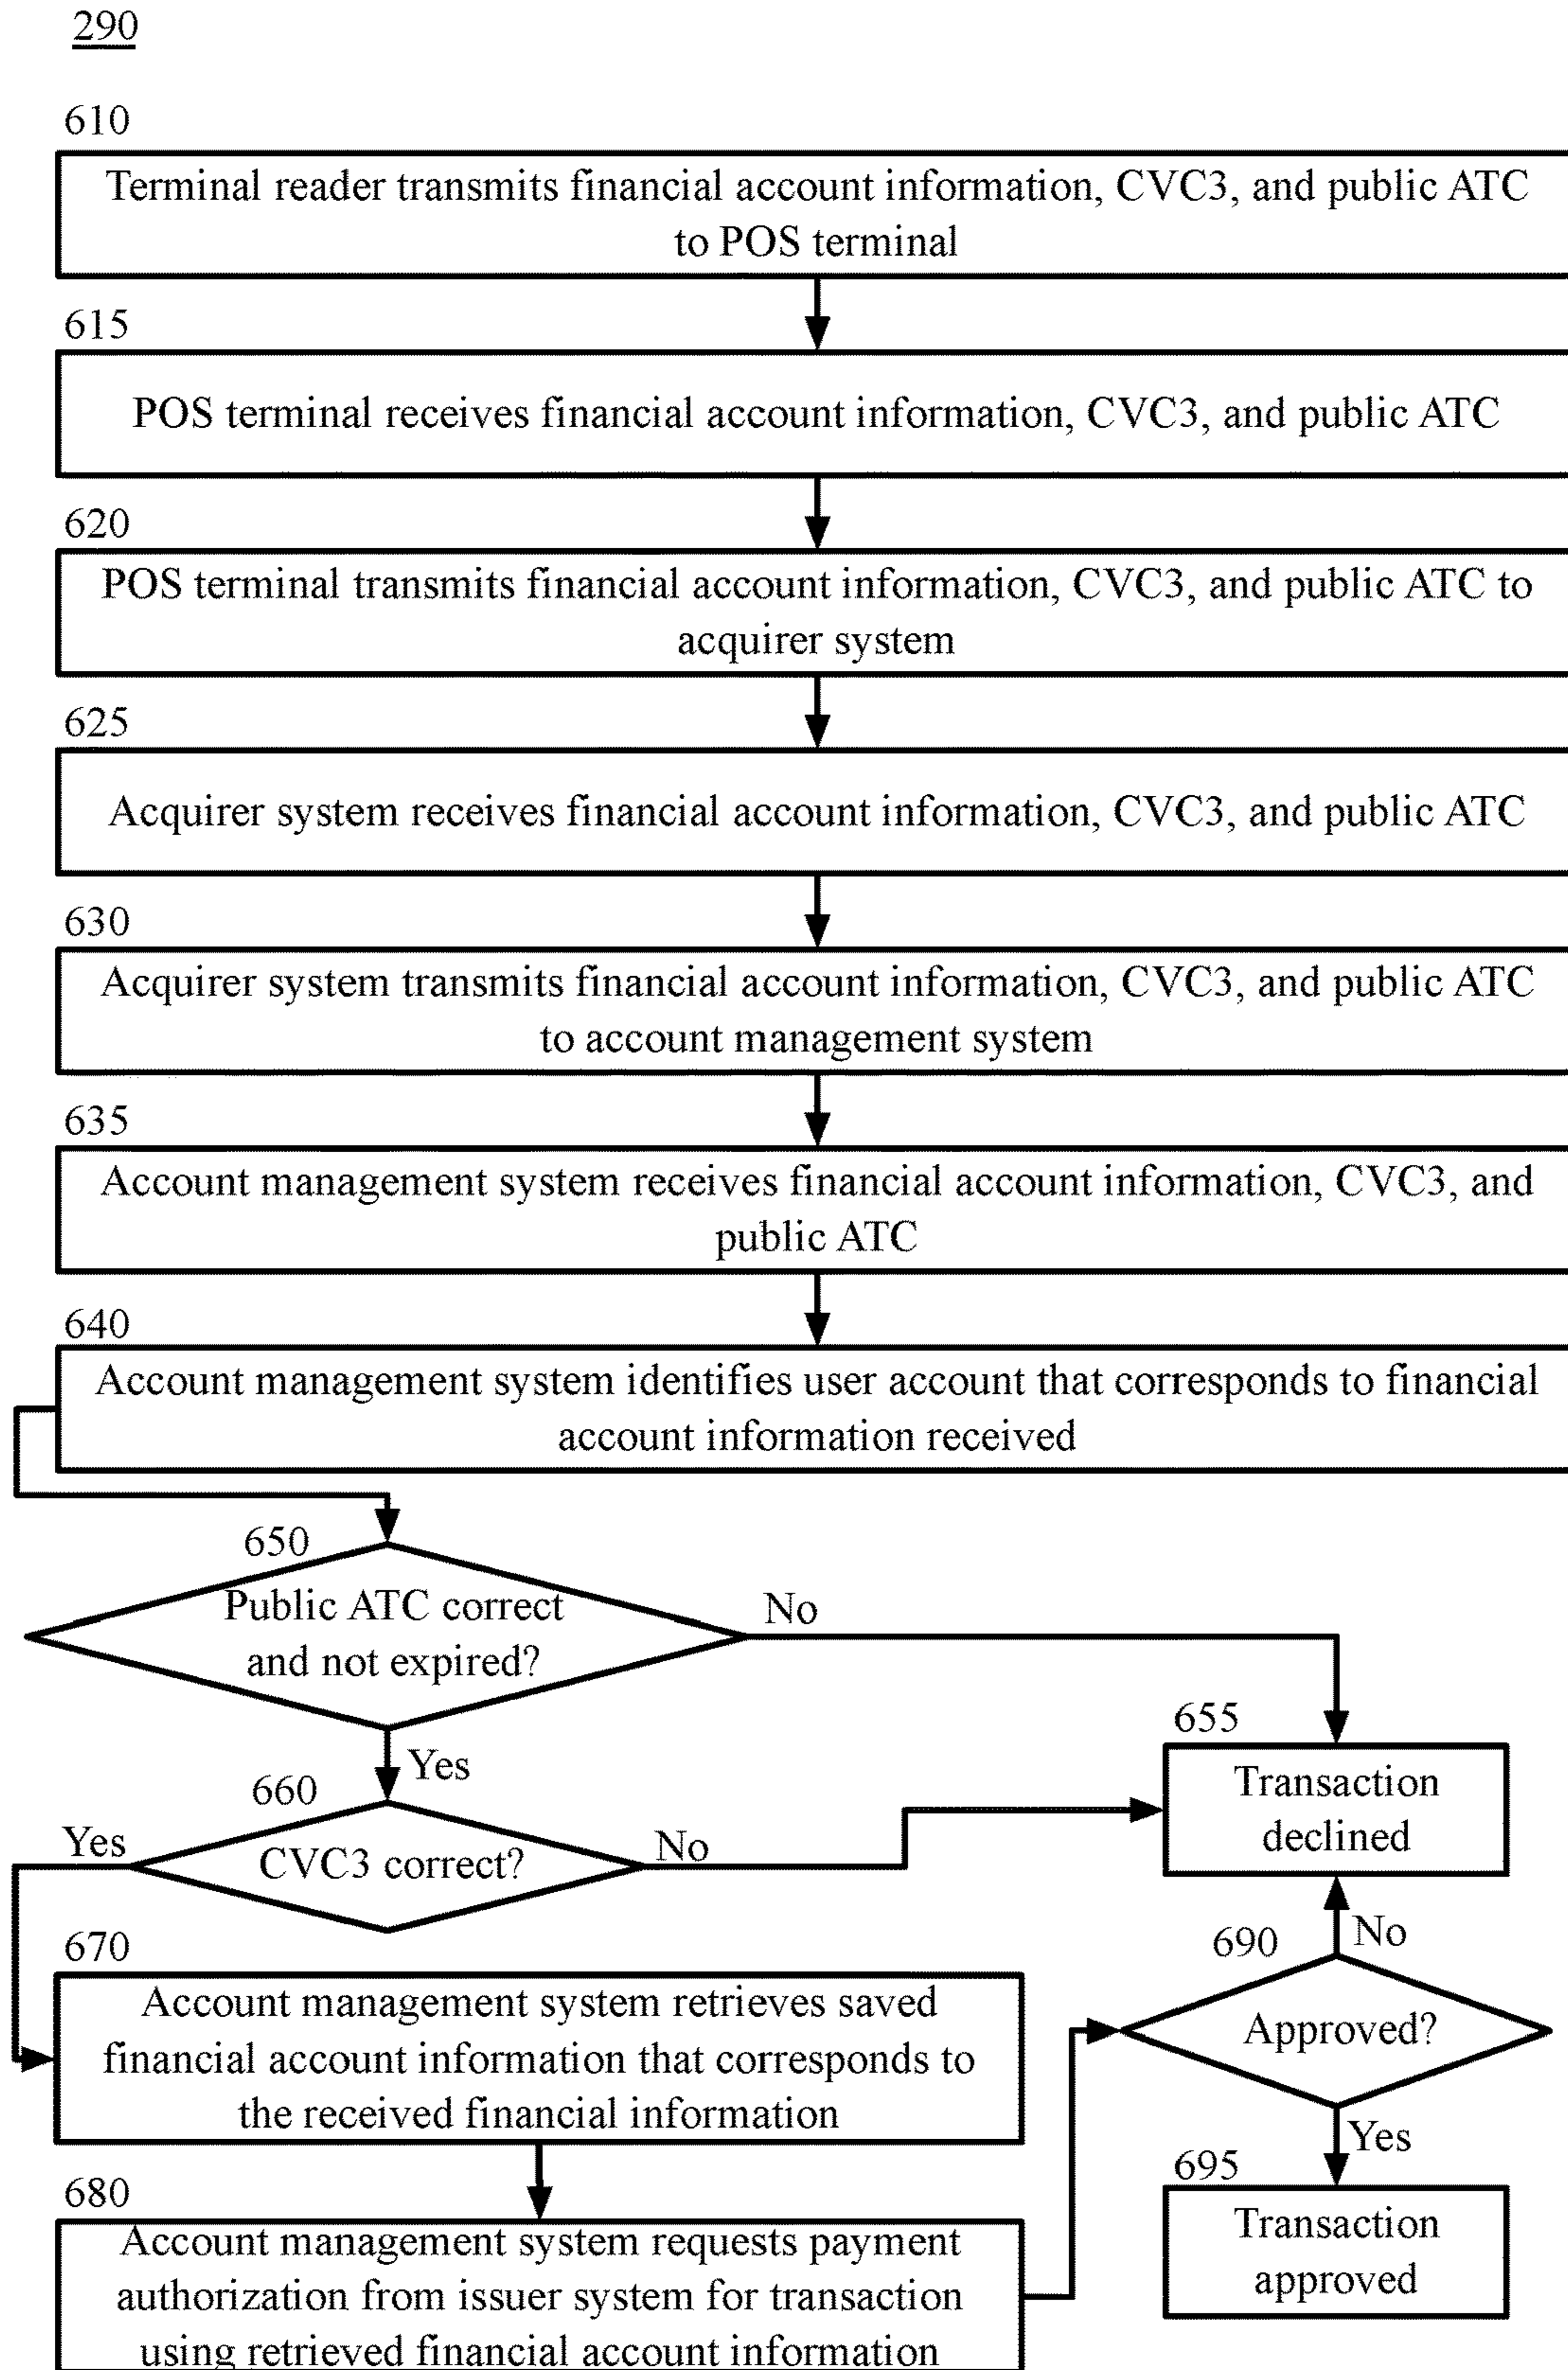 290
610
Terminal reader transmits financial account information, CVC3, and public ATC
to POS terminal
615
POS terminal receives financial account information, CVC3, and public ATC
620
POS terminal transmits financial account information, CVC3, and public ATC to
acquirer system
625
Acquirer system receives financial account information, CVC3, and public ATC
630
Acquirer system transmits financial account information, CVC3, and public ATC
to account management system
635
Account management system receives financial account information, CVC3, and
public ATC
640
Account management system identifies user account that corresponds to financial
account information received
650
Public ATC correct
and not expired?
No
Yes
655
Transaction
declined
660
CVC3 correct?
Yes
No
670
Account management system retrieves saved
financial account information that corresponds to
the received financial information
680
Account management system requests payment
authorization from issuer system for transaction
using retrieved financial account information
690
Approved?
No
Yes
695
Transaction
approved